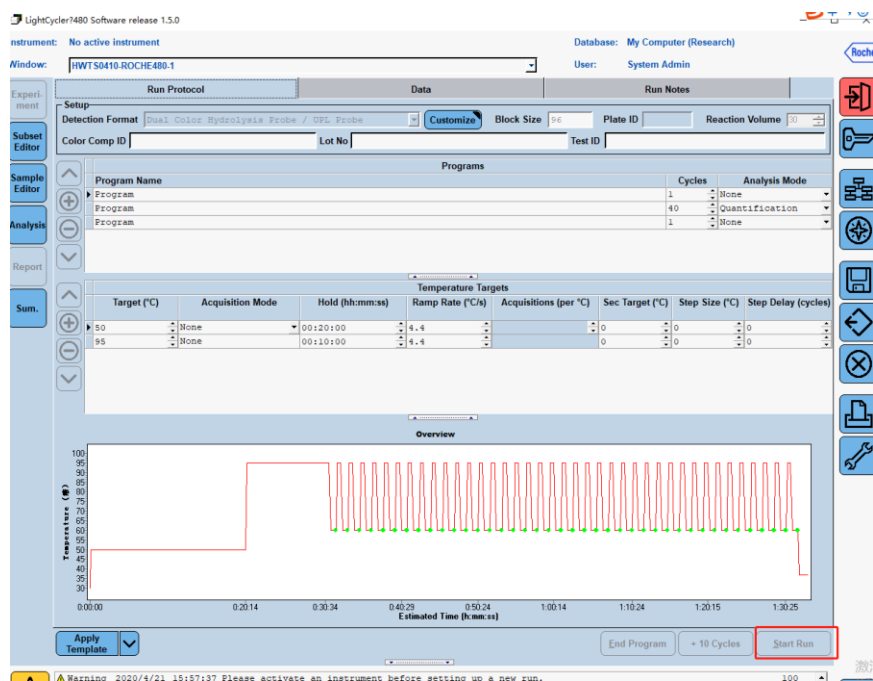 LightCycler?480 Software release 1.5.0
nstrument: No active instrument Database: My Computer (Research)
Window: HWTS0410-ROCHE480-1 User: System Admin
Roche
Run Protocol Data Run Notes
Experi-
ment
Setup
Detection Format Dual Color Hydrolysis Probe / UPL Probe Customize Block Size 96 Plate ID Reaction Volume 30
Color Comp ID Lot No Test ID
Subset
Editor
Programs
Sample
Editor
Program Name Cycles Analysis Mode
Program 1 None
Program 40 Quantification
Program 1 None
Analysis
Report
Sum.
Temperature Targets
Target (°C) Acquisition Mode Hold (hh:mm:ss) Ramp Rate (°C/s) Acquisitions (per °C) Sec Target (°C) Step Size (°C) Step Delay (cycles)
50 None 00:20:00 4.4 0 0 0
95 None 00:10:00 4.4 0 0 0
Overview
100
95
90
85
80
75
70
65
60
55
50
45
40
35
30
Temperature
0:00:00 0:20:14 0:30:34 0:40:29 0:50:24 1:00:14 1:10:24 1:20:15 1:30:25
Estimated Time (h:mm:ss)
Apply
Template
End Program + 10 Cycles Start Run
Warning 2020/4/21 15:57:37 Please activate an instrument before setting up a new run. 100